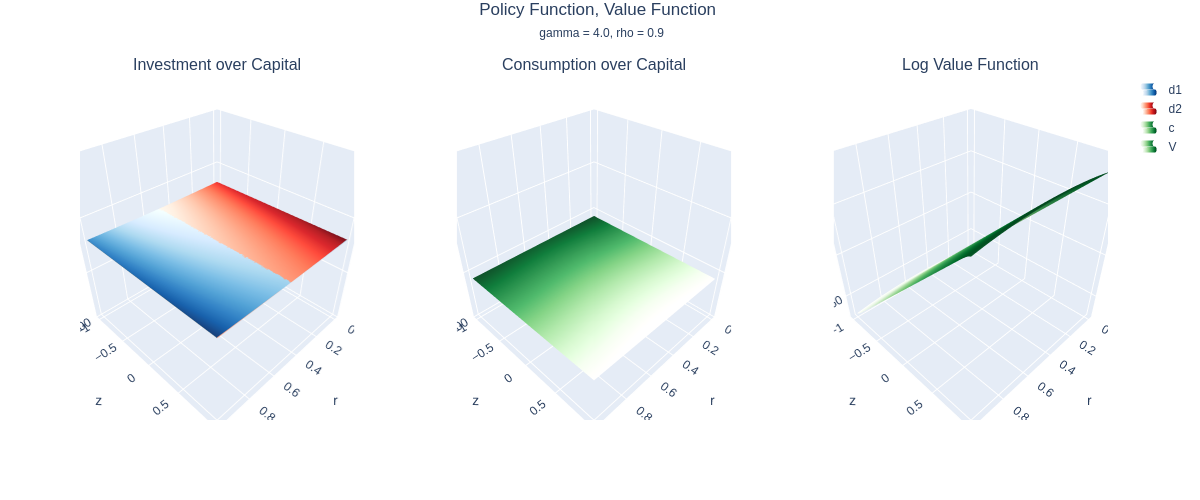 Policy Function, Value Function
gamma = 4.0, rho = 0.9
Investment over Capital
Consumption over Capital
Log Value Function
d1
d2
c
V
−0.5
0
0.5
z
0.2
0.4
0.6
0.8
r
−0.5
0
0.5
z
0.2
0.4
0.6
0.8
r
−1
−0.5
0
0.5
z
0.2
0.4
0.6
0.8
r